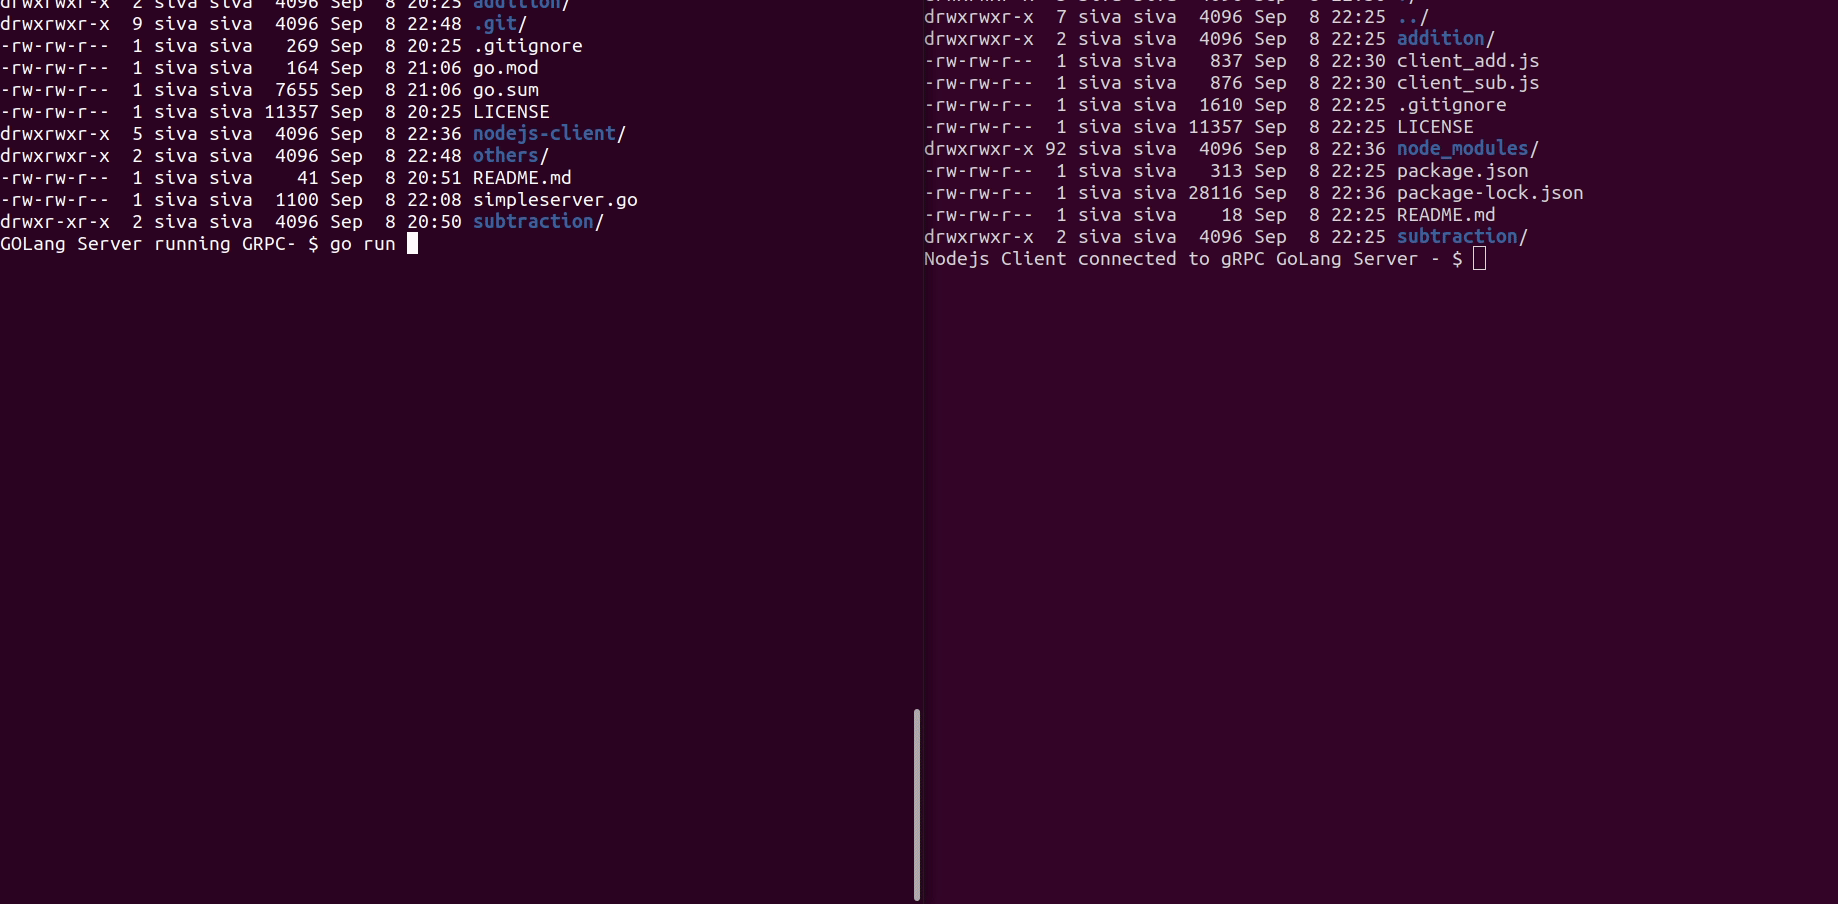 drwxrwxr-x  2 siva siva  4096 Sep  8 20:25 addition/
drwxrwxr-x  9 siva siva  4096 Sep  8 22:48 .git/
-rw-rw-r--  1 siva siva   269 Sep  8 20:25 .gitignore
-rw-rw-r--  1 siva siva   164 Sep  8 21:06 go.mod
-rw-rw-r--  1 siva siva  7655 Sep  8 21:06 go.sum
-rw-rw-r--  1 siva siva 11357 Sep  8 20:25 LICENSE
drwxrwxr-x  5 siva siva  4096 Sep  8 22:36 nodejs-client/
drwxrwxr-x  2 siva siva  4096 Sep  8 22:48 others/
-rw-rw-r--  1 siva siva    41 Sep  8 20:51 README.md
-rw-rw-r--  1 siva siva  1100 Sep  8 22:08 simpleserver.go
drwxr-xr-x  2 siva siva  4096 Sep  8 20:50 subtraction/
GOLang Server running GRPC- $ go run
drwxrwxr-x  7 siva siva  4096 Sep  8 22:25 ../
drwxrwxr-x  2 siva siva  4096 Sep  8 22:25 addition/
-rw-rw-r--  1 siva siva   837 Sep  8 22:30 client_add.js
-rw-rw-r--  1 siva siva   876 Sep  8 22:30 client_sub.js
-rw-rw-r--  1 siva siva  1610 Sep  8 22:25 .gitignore
-rw-rw-r--  1 siva siva 11357 Sep  8 22:25 LICENSE
drwxrwxr-x 92 siva siva  4096 Sep  8 22:36 node_modules/
-rw-rw-r--  1 siva siva   313 Sep  8 22:25 package.json
-rw-rw-r--  1 siva siva 28116 Sep  8 22:36 package-lock.json
-rw-rw-r--  1 siva siva    18 Sep  8 22:25 README.md
drwxrwxr-x  2 siva siva  4096 Sep  8 22:25 subtraction/
Nodejs Client connected to gRPC GoLang Server - $